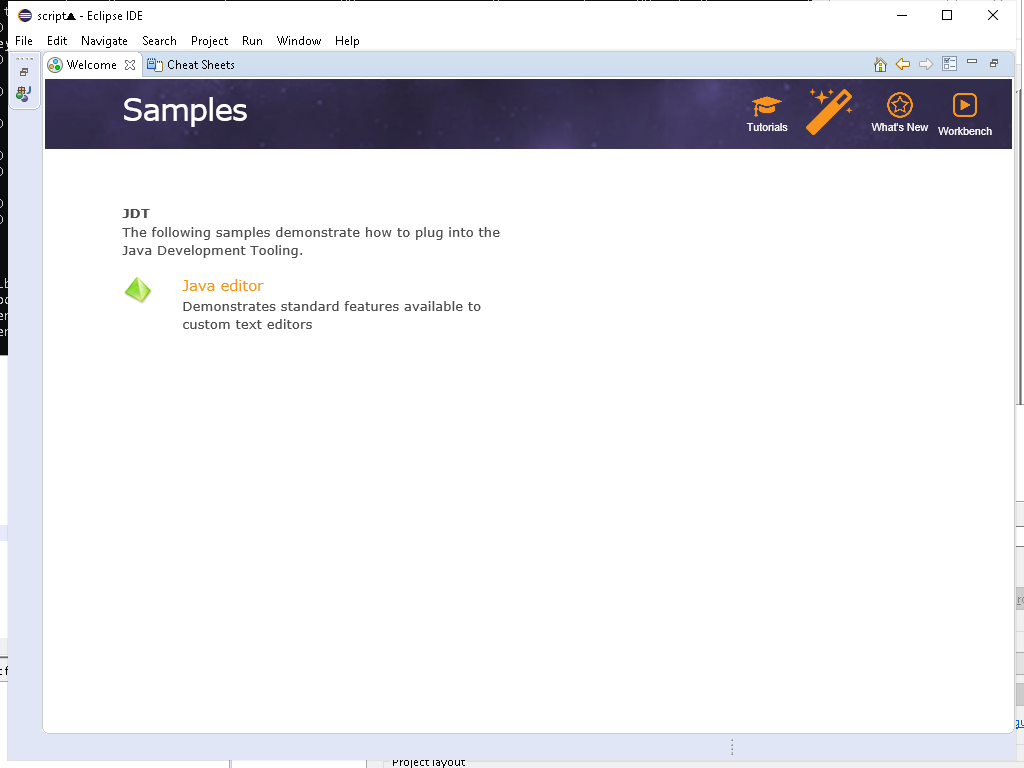 script▲ - Eclipse IDE
File Edit Navigate Search Project Run Window Help
Welcome Cheat Sheets
Samples
Tutorials What's New Workbench
JDT
The following samples demonstrate how to plug into the
Java Development Tooling.
Java editor
Demonstrates standard features available to
custom text editors
Project layout